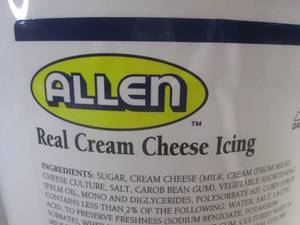 ALLEN
TM
Real Cream Cheese Icing
INGREDIENTS: SUGAR, CREAM CHEESE (MILK, CREAM (FROM MILK),
CHEESE CULTURE, SALT, CAROB BEAN GUM), VEGETABLE SHORTENING
(PALM OIL, MONO AND DIGLYCERIDES, POLYSORBATE 60), CORN
CONTAINS LESS THAN 2% OF THE FOLLOWING: WATER, SALT, LACTIC
ACID, TO PRESERVE FRESHNESS (SODIUM BENZOATE, POTASSIUM
SORBATE),